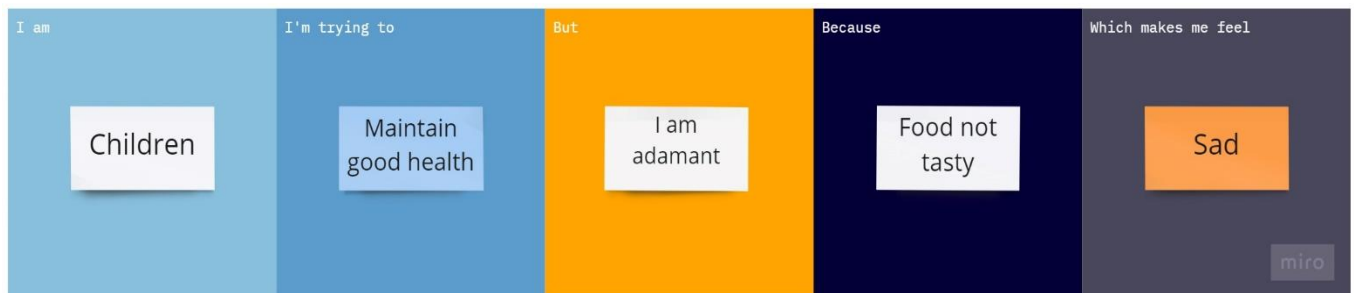 I am
I'm trying to
But
Because
Which makes me feel
Children
Maintain
good health
I am
adamant
Food not
tasty
Sad
miro